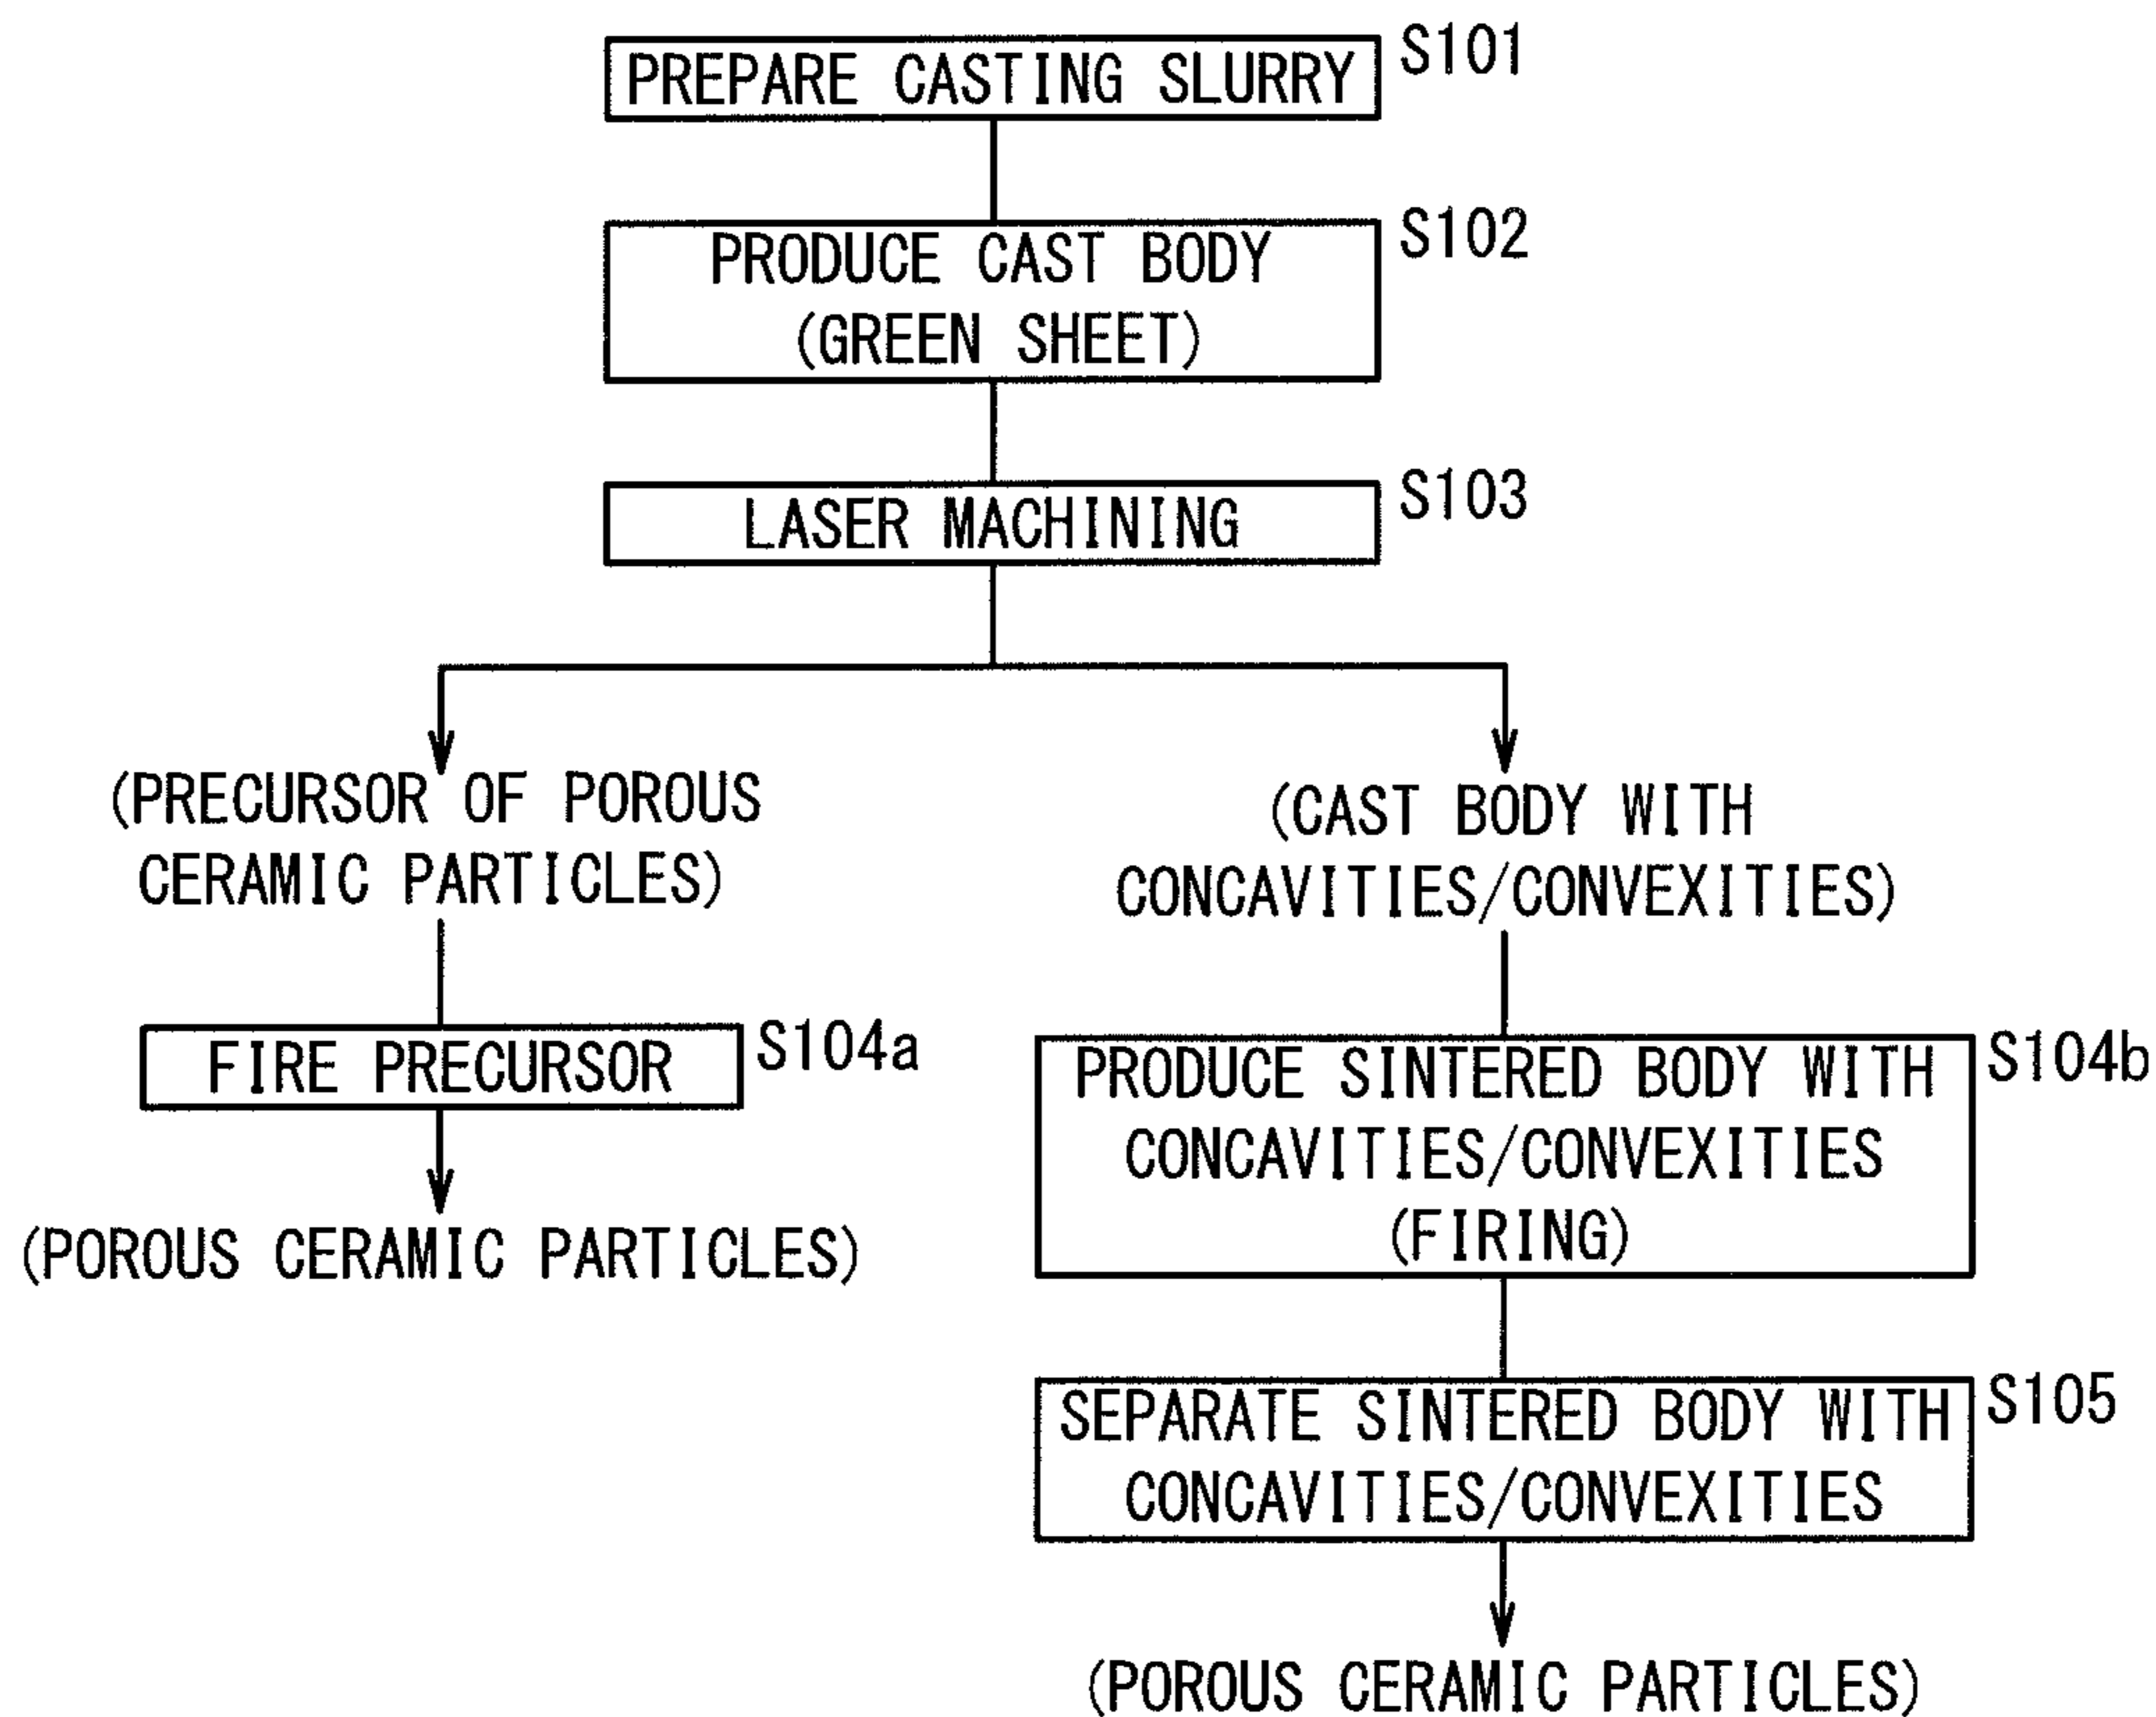 PREPARE CASTING SLURRY
S101
PRODUCE CAST BODY
(GREEN SHEET)
S102
LASER MACHINING
S103
(PRECURSOR OF POROUS
CERAMIC PARTICLES)
FIRE PRECURSOR
S104a
(POROUS CERAMIC PARTICLES)
(CAST BODY WITH
CONCAVITIES/CONVEXITIES)
PRODUCE SINTERED BODY WITH
CONCAVITIES/CONVEXITIES
(FIRING)
S104b
SEPARATE SINTERED BODY WITH
CONCAVITIES/CONVEXITIES
S105
(POROUS CERAMIC PARTICLES)